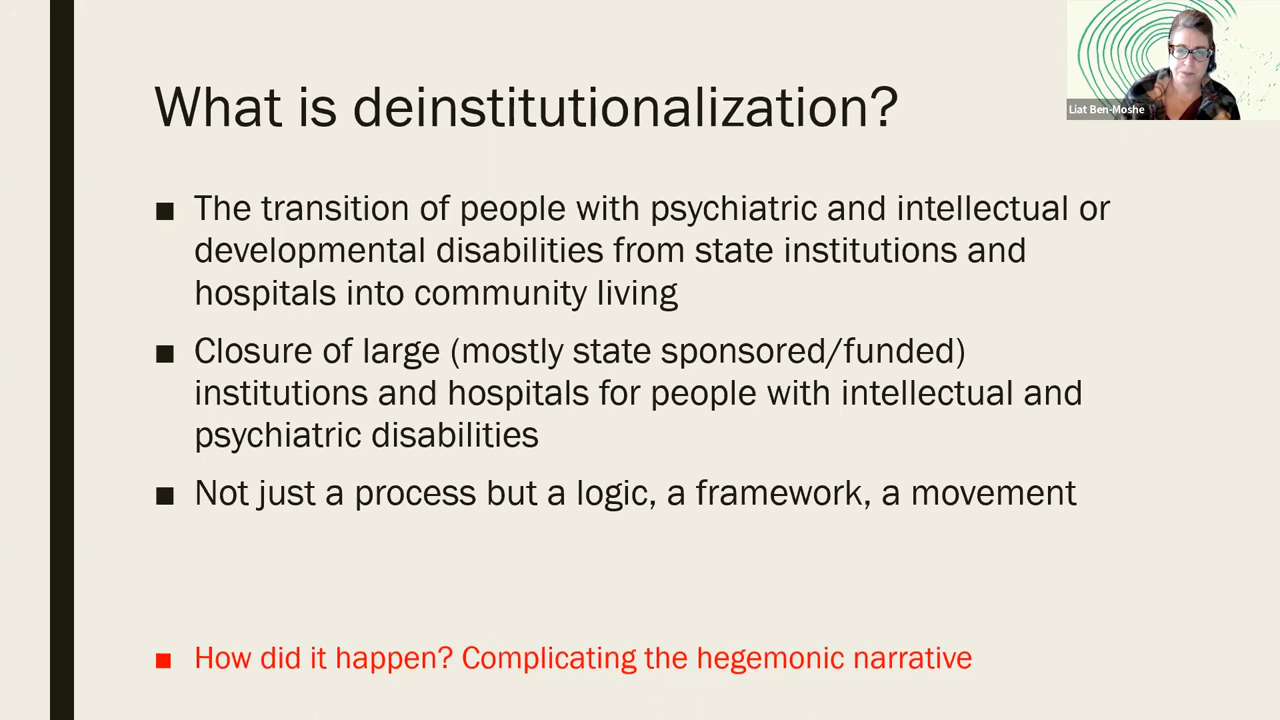 What is deinstitutionalization?
Liat Ben-Moshe
■ The transition of people with psychiatric and intellectual or
developmental disabilities from state institutions and
hospitals into community living
■ Closure of large (mostly state sponsored/funded)
institutions and hospitals for people with intellectual and
psychiatric disabilities
■ Not just a process but a logic, a framework, a movement
■ How did it happen? Complicating the hegemonic narrative